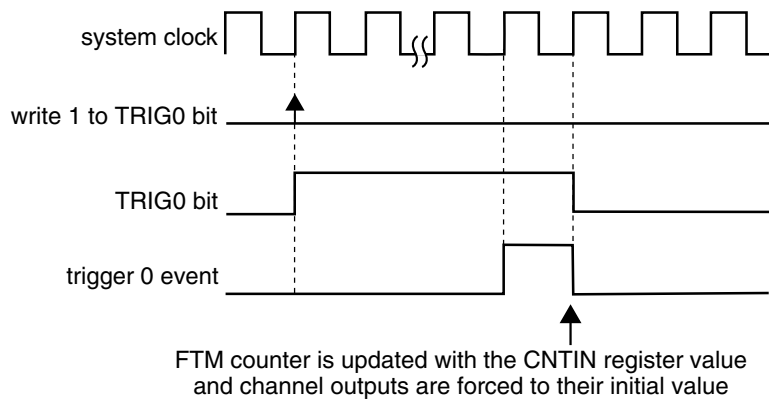 system clock
write 1 to TRIG0 bit
TRIG0 bit
trigger 0 event
FTM counter is updated with the CNTIN register value
and channel outputs are forced to their initial value